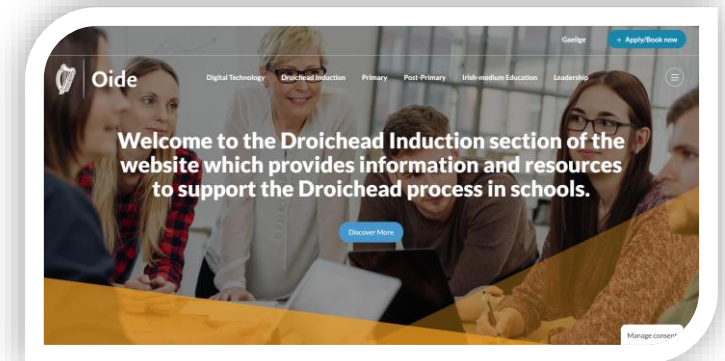 Gaeilge → Apply/Book now
Oide
Digital Technology Droichead Induction Primary Post-Primary Irish-medium Education Leadership
Welcome to the Droichead Induction section of the
website which provides information and resources
to support the Droichead process in schools.
Discover More
Manage consent